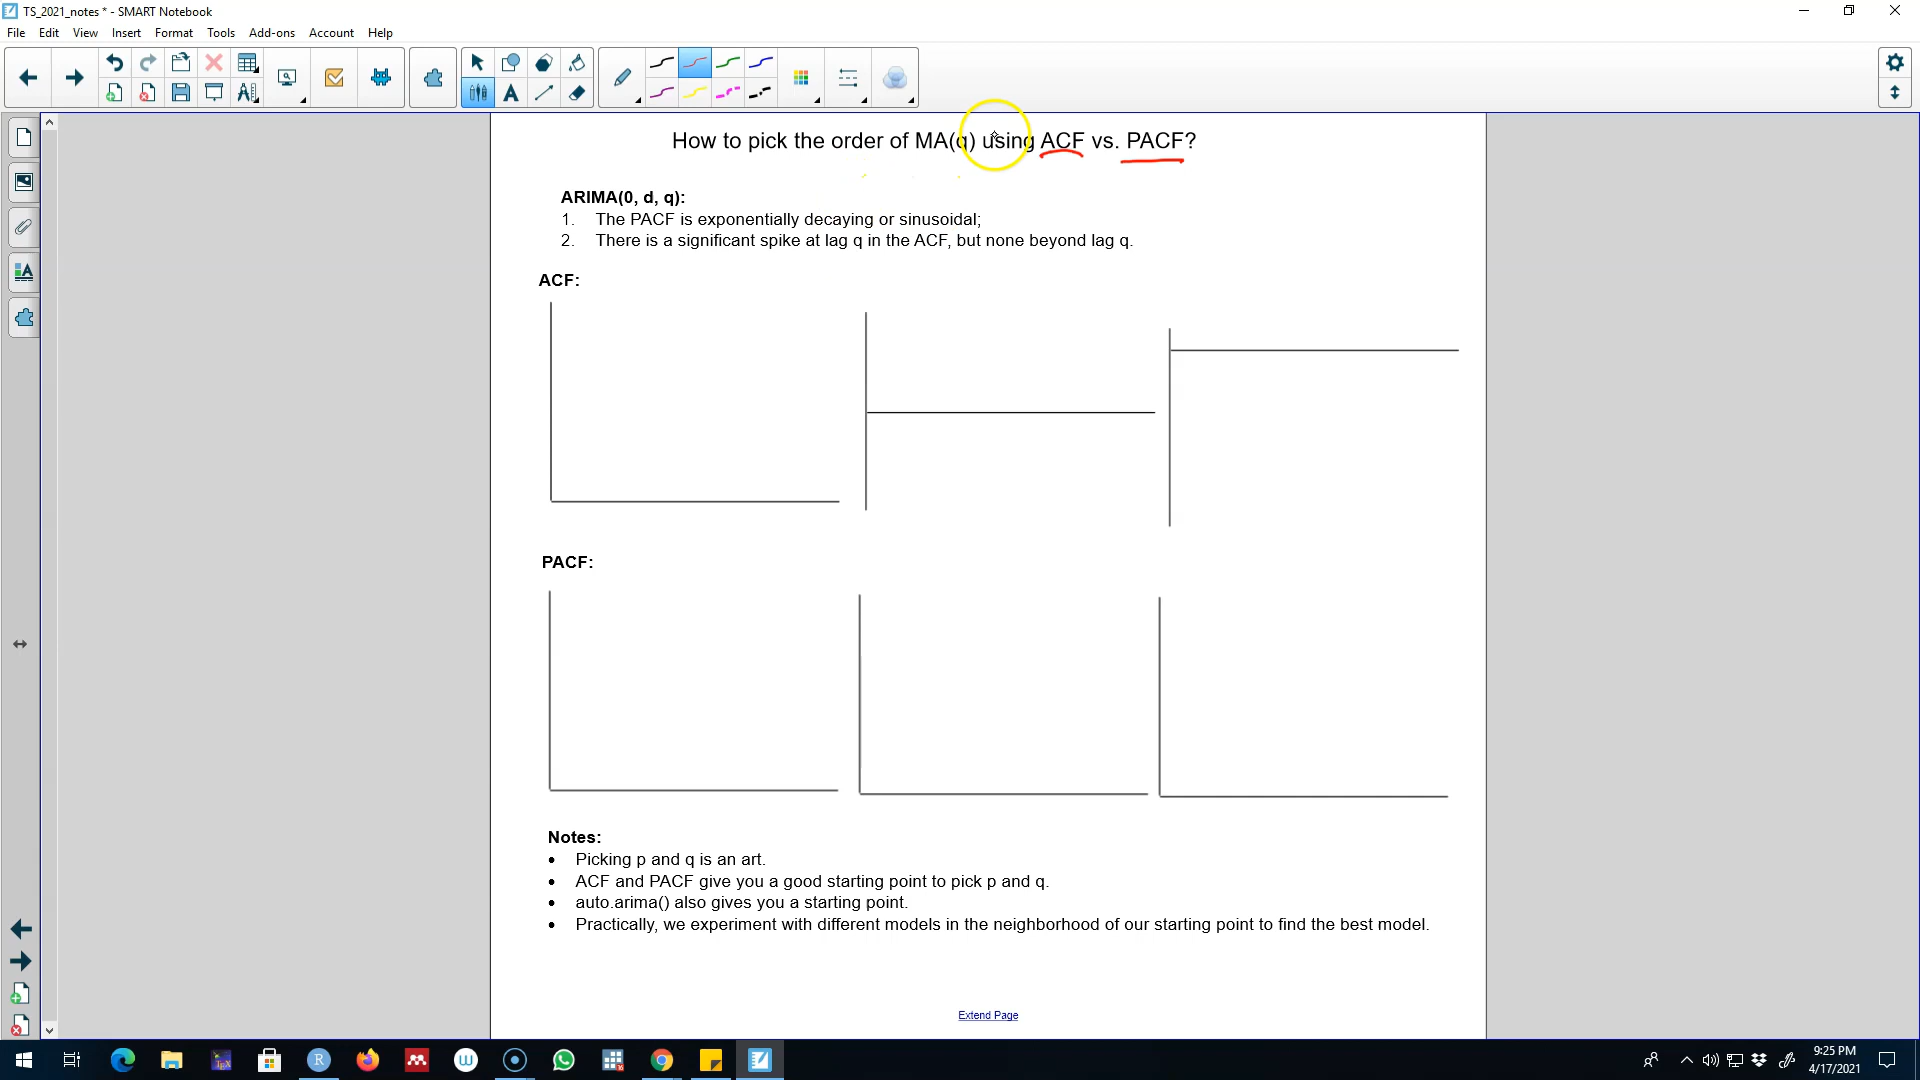 TS_2021_notes * - SMART Notebook
File Edit View Insert Format Tools Add-ons Account Help
How to pick the order of MA(q) using ACF vs. PACF?
ARIMA(0, d, q):
1. The PACF is exponentially decaying or sinusoidal;
2. There is a significant spike at lag q in the ACF, but none beyond lag q.
ACF:
PACF:
Notes:
• Picking p and q is an art.
• ACF and PACF give you a good starting point to pick p and q.
• auto.arima() also gives you a starting point.
• Practically, we experiment with different models in the neighborhood of our starting point to find the best model.
Extend Page
9:25 PM
4/17/2021